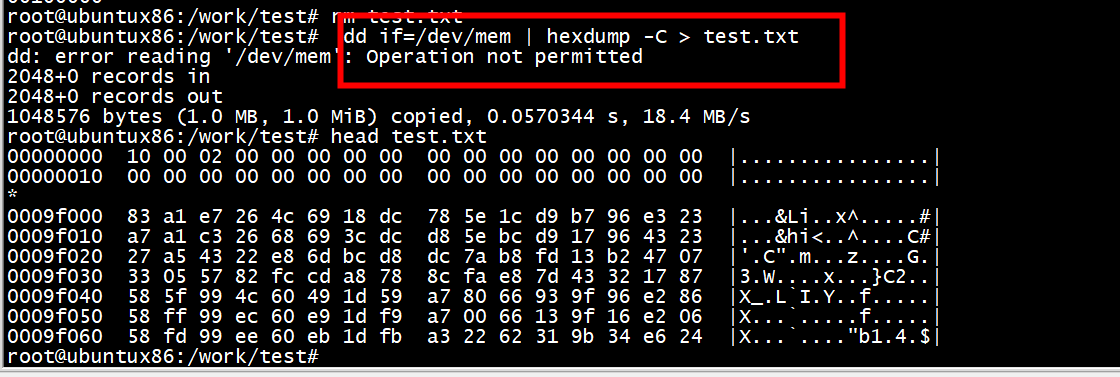 root@ubuntux86:/work/test# rm test.txt
root@ubuntux86:/work/test#  dd if=/dev/mem | hexdump -C > test.txt
dd: error reading '/dev/mem': Operation not permitted
2048+0 records in
2048+0 records out
1048576 bytes (1.0 MB, 1.0 MiB) copied, 0.0570344 s, 18.4 MB/s
root@ubuntux86:/work/test# head test.txt
00000000  10 00 02 00 00 00 00 00  00 00 00 00 00 00 00 00  |................|
00000010  00 00 00 00 00 00 00 00  00 00 00 00 00 00 00 00  |................|
*
0009f000  83 a1 e7 26 4c 69 18 dc  78 5e 1c d9 b7 96 e3 23  |...&Li..x^.....#|
0009f010  a7 a1 c3 26 68 69 3c dc  d8 5e bc d9 17 96 43 23  |...&hi<..^....C#|
0009f020  27 a5 43 22 e8 6d bc d8  dc 7a b8 fd 13 b2 47 07  |'.C".m...z....G.|
0009f030  33 05 57 82 fc cd a8 78  8c fa e8 7d 43 32 17 87  |3.W....x...}C2..|
0009f040  58 5f 99 4c 60 49 1d 59  a7 80 66 93 9f 96 e2 86  |X_.L`I.Y..f.....|
0009f050  58 ff 99 ec 60 e9 1d f9  a7 00 66 13 9f 16 e2 06  |X...`.....f.....|
0009f060  58 fd 99 ee 60 eb 1d fb  a3 22 62 31 9b 34 e6 24  |X...`...."b1.4.$|
root@ubuntux86:/work/test#